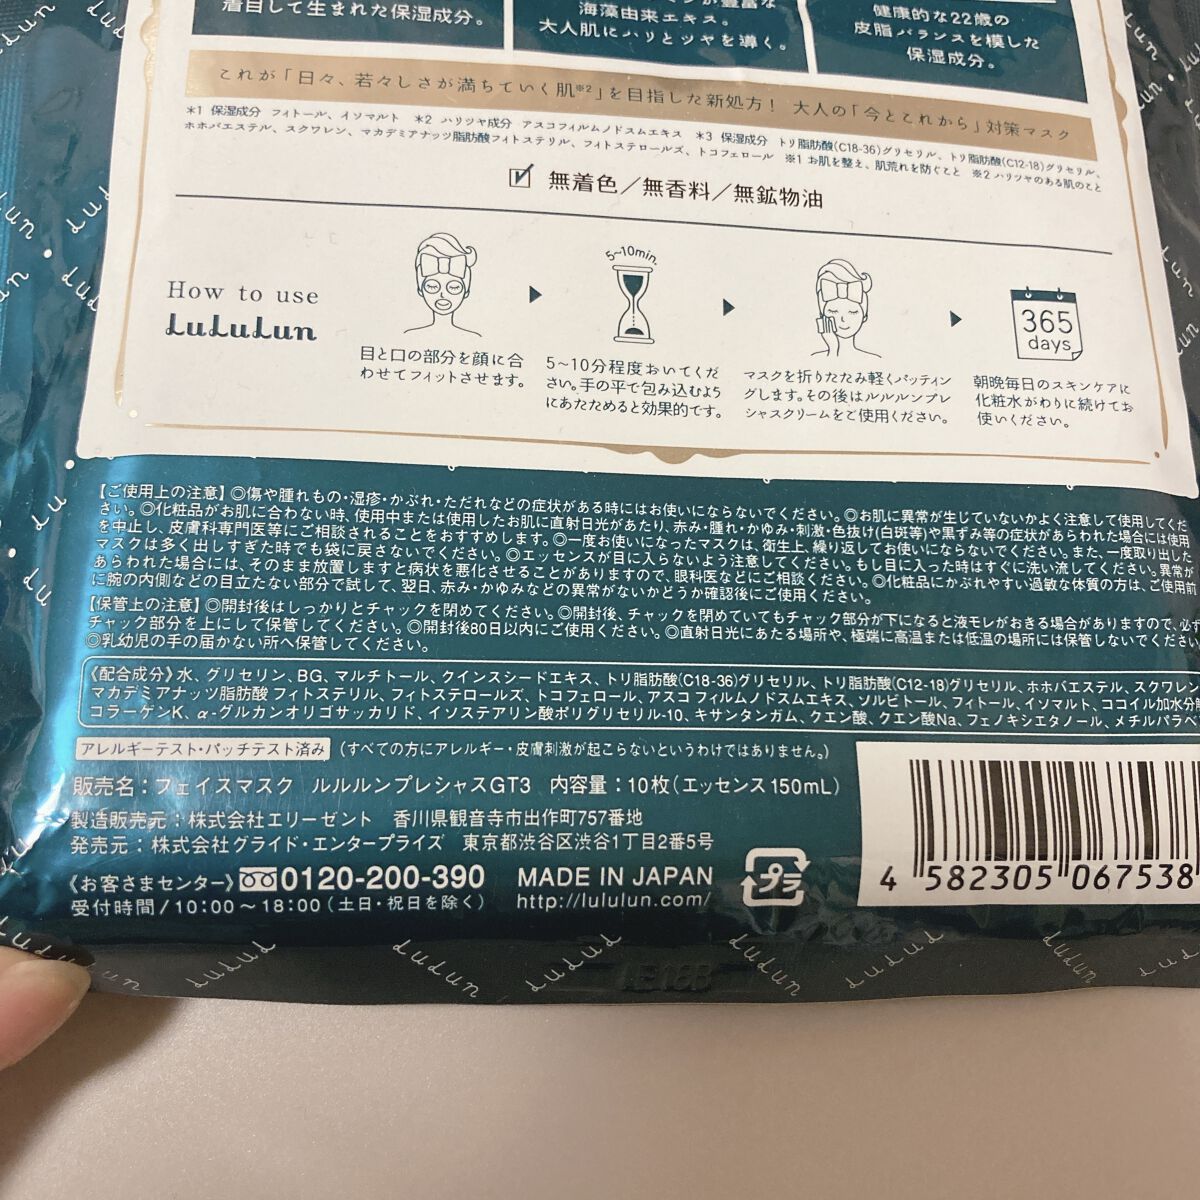 着目して生まれた保湿成分。
海藻由来エキス。
大人肌にハリとツヤを導く。
健康的な22歳の
皮脂バランスを模した
保湿成分。
これが「日々、若々しさが満ちていく肌※2」を目指した新処方! 大人の「今とこれから」対策マスク
*1 保湿成分 フィトール、イソマルト *2 ハリツヤ成分 アスコフィルムノドスムエキス *3 保湿成分 トリ脂肪酸(C18-36)グリセリル、トリ脂肪酸(C12-18)グリセリル、
ホホバエステル、スクワレン、マカデミアナッツ脂肪酸フィトステリル、フィトステロールズ、トコフェロール ※1 お肌を整え、肌荒れを防ぐこと ※2 ハリツヤのある肌のこと
無着色/無香料/無鉱物油
How to use
LuLuLun
目と口の部分を顔に合
わせてフィットさせます。
5~10min.
5~10分程度おいてくだ
さい。手の平で包み込むよう
にあたためると効果的です。
マスクを折りたたみ軽くパッティン
グします。その後はルルルンプレ
シャスクリームをご使用ください。
365
days
朝晩毎日のスキンケアに
化粧水がわりに続けてお
使いください。
【ご使用上の注意】◎傷や腫れもの・湿疹・かぶれ・ただれなどの症状がある時にはお使いにならないでください。◎お肌に異常が生じていないかよく注意して使用してくだ
さい。◎化粧品がお肌に合わない時、使用中または使用したお肌に直射日光があたり、赤み・腫れ・かゆみ・刺激・色抜け(白斑等)や黒ずみ等の症状があらわれた場合には使用
を中止し、皮膚科専門医等にご相談されることをおすすめします。◎一度お使いになったマスクは、衛生上、繰り返してお使いにならないでください。また、一度取り出した
マスクは多く出しすぎた時でも袋に戻さないでください。◎エッセンスが目に入らないよう注意してください。もし目に入った時はすぐに洗い流してください。異常が
あらわれた場合には、そのまま放置しますと病状を悪化させることがありますので、眼科医などにご相談ください。◎化粧品にかぶれやすい過敏な体質の方は、ご使用前
に腕の内側などの目立たない部分で試して、翌日、赤み・かゆみなどの異常がないかどうか確認後にご使用ください。
【保管上の注意】◎開封後はしっかりとチャックを閉めてください。◎開封後、チャックを閉めていてもチャック部分が下になると液モレがおきる場合がありますので、必ず
チャック部分を上にして保管してください。◎開封後80日以内にご使用ください。◎直射日光にあたる場所や、極端に高温または低温の場所には保管しないでください
◎乳幼児の手の届かない所へ保管してください。
《配合成分》水、グリセリン、BG、マルチトール、クインスシードエキス、トリ脂肪酸(C18-36)グリセリル、トリ脂肪酸(C12-18)グリセリル、ホホバエステル、スクワレン
マカデミアナッツ脂肪酸フィトステリル、フィトステロールズ、トコフェロール、アスコフィルムノドスムエキス、ソルビトール、フィトール、イソマルト、ココイル加水分解
コラーゲンK、α-グルカンオリゴサッカリド、イソステアリン酸ポリグリセリル-10、キサンタンガム、クエン酸、クエン酸Na、フェノキシエタノール、メチルパラベ
アレルギーテスト・パッチテスト済み (すべての方にアレルギー・皮膚刺激が起こらないというわけではありません。)
販売名:フェイスマスク ルルルンプレシャスGT3 内容量:10枚(エッセンス150mL)
製造販売元:株式会社エリーゼント 香川県観音寺市出作町757番地
発売元:株式会社グライド・エンタープライズ 東京都渋谷区渋谷1丁目2番5号
《お客さまセンター》0120-200-390 MADE IN JAPAN
受付時間/10:00~18:00(土日・祝日を除く) http://lululun.com/
プラ
4 582305 067538